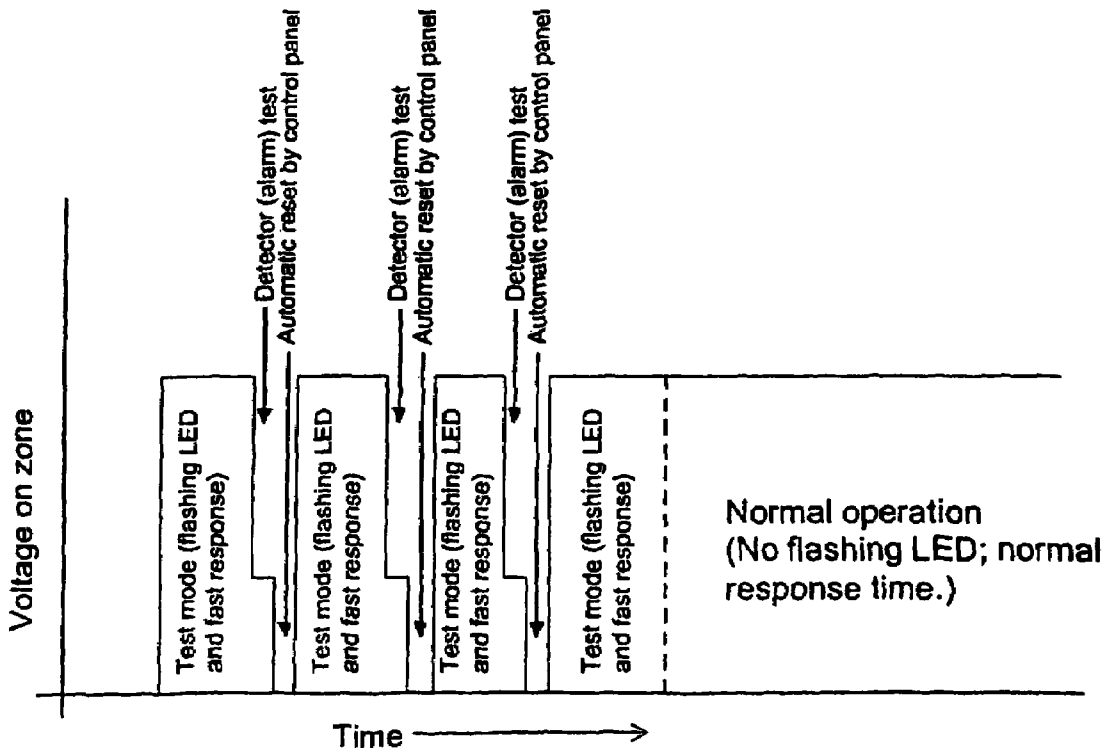 Detector (alarm) test
Automatic reset by control panel
Detector (alarm) test
Automatic reset by control panel
Detector (alarm) test
Automatic reset by control panel
Voltage on zone
Test mode (flashing LED
and fast response)
Test mode (flashing LED
and fast response)
Test mode (flashing LED
and fast response)
Test mode (flashing LED
and fast response)
Normal operation
(No flashing LED; normal
response time.)
Time